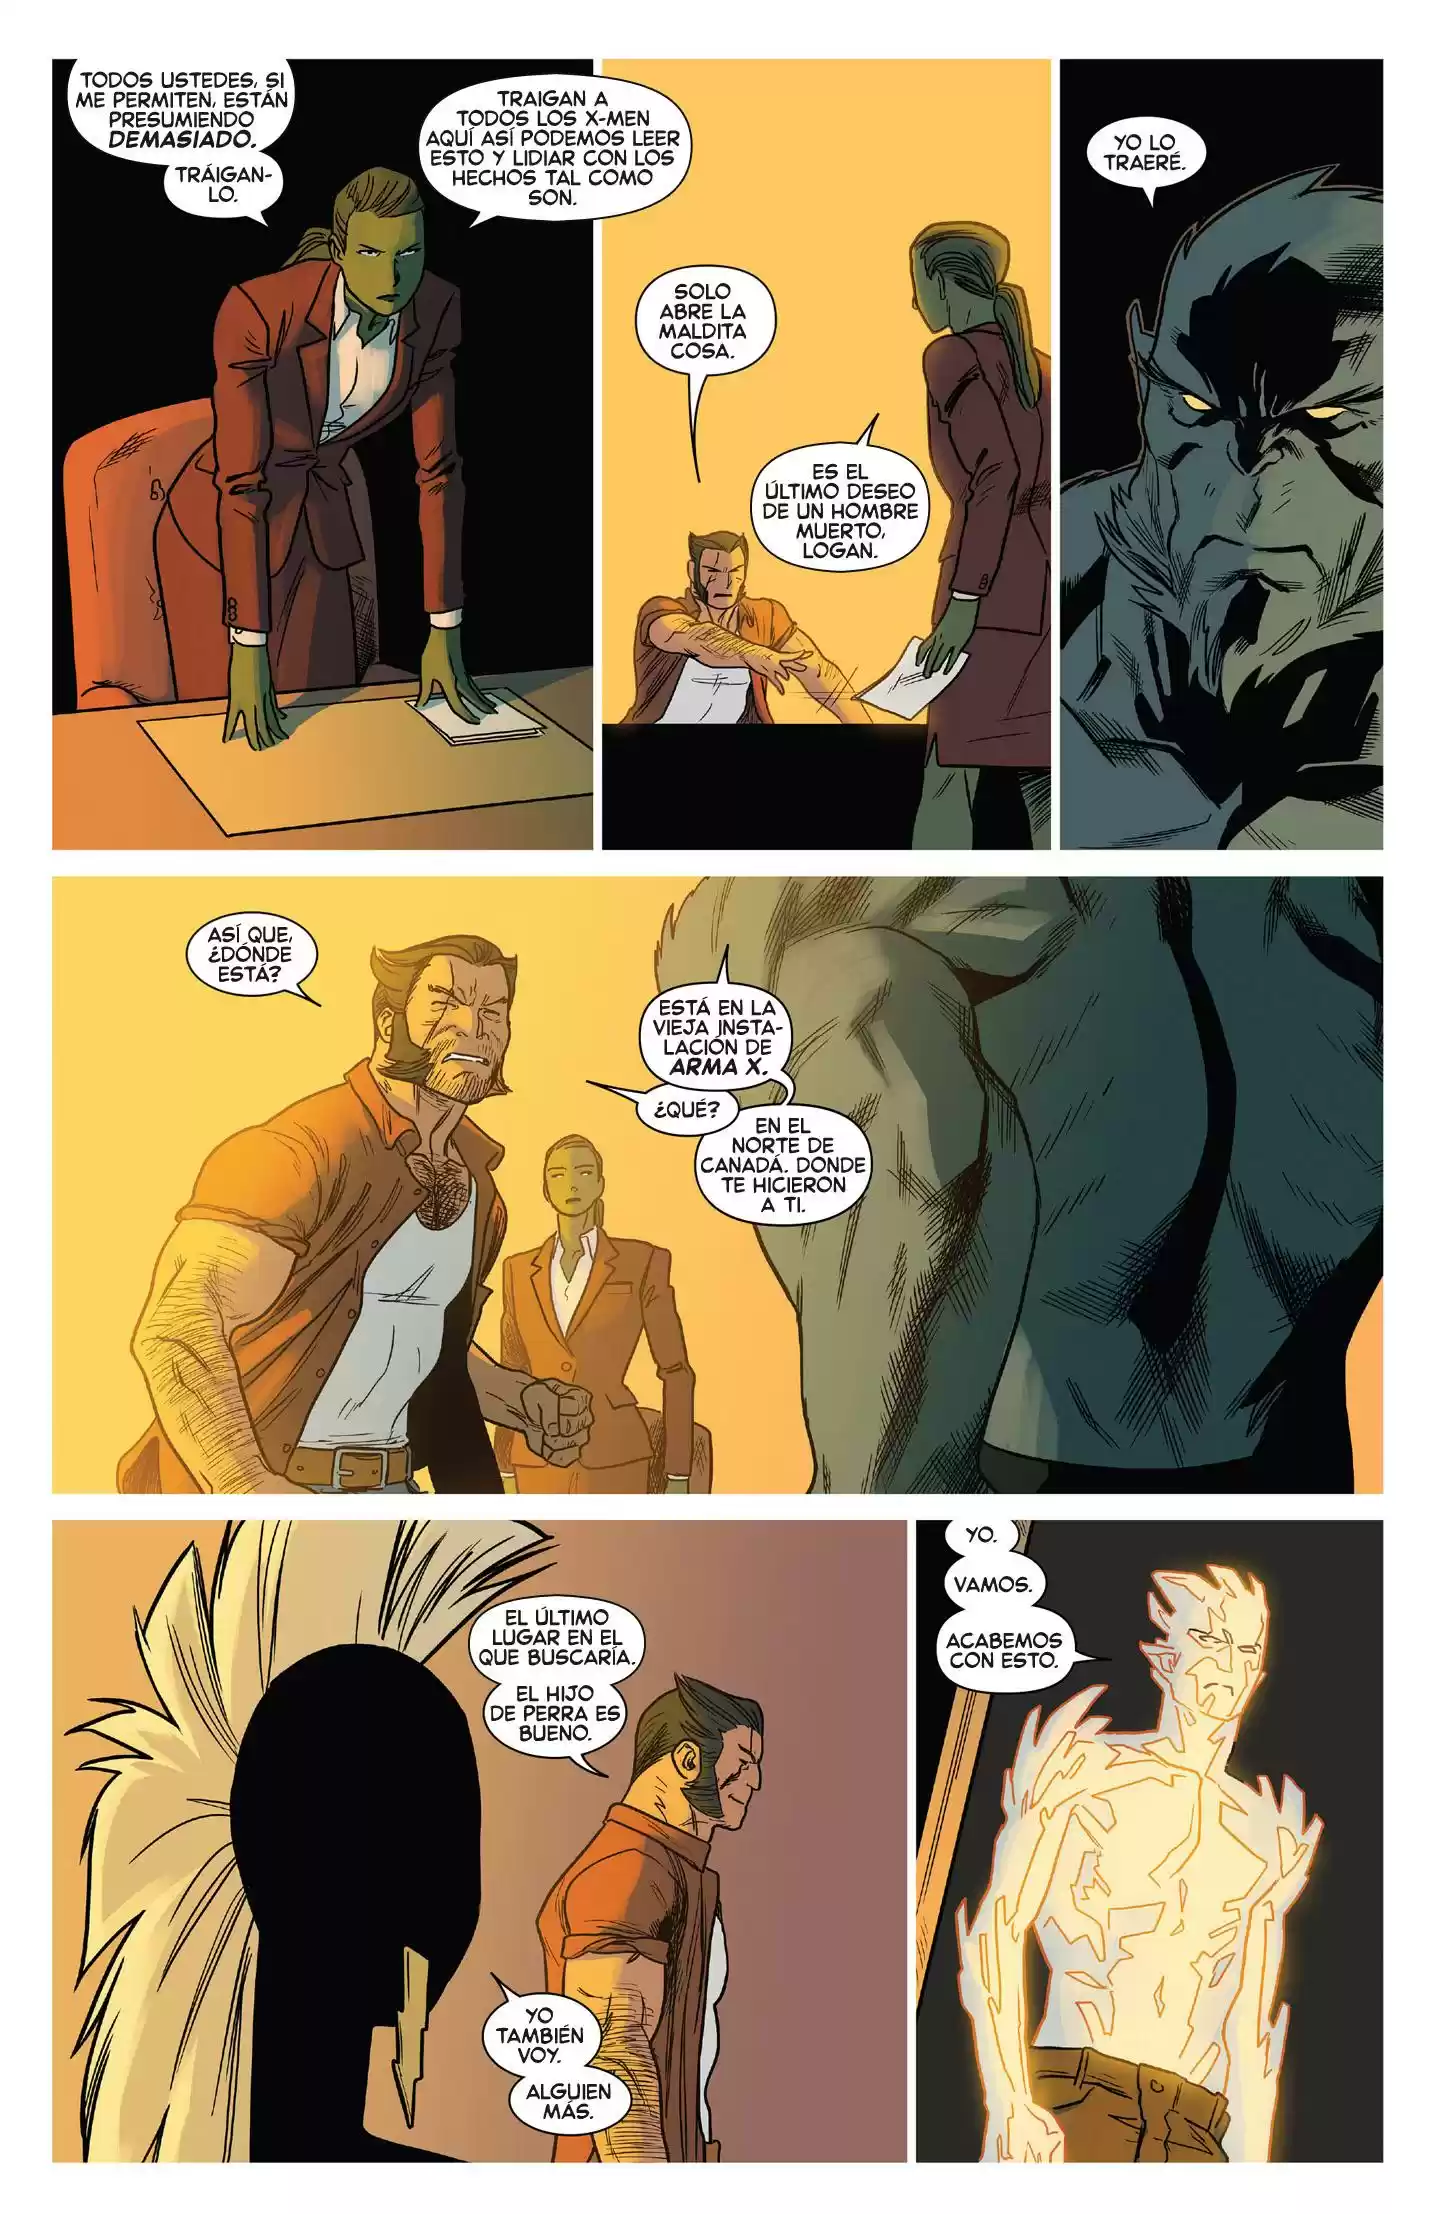 TODOS USTEDES, SI
ME PERMITEN, ESTÁN
PRESUMIENDO
DEMASIADO.
TRÁIGAN-
LO.
TRAIGAN A
TODOS LOS X-MEN
AQUÍ ASÍ PODEMOS LEER
ESTO Y LIDIAR CON LOS
HECHOS TAL COMO
SON.
SOLO
ABRE LA
MALDITA
COSA.
ES EL
ÚLTIMO DESEO
DE UN HOMBRE
MUERTO,
LOGAN.
YO LO
TRAERÉ.
ASÍ QUE,
¿DÓNDE
ESTÁ?
ESTÁ EN LA
VIEJA INSTA-
LACIÓN DE
ARMA X.
¿QUÉ?
EN EL
NORTE DE
CANADÁ. DONDE
TE HICIERON
A TI.
EL ÚLTIMO
LUGAR EN EL
QUE BUSCARÍA.
EL HIJO
DE PERRA ES
BUENO.
YO
TAMBIÉN
VOY.
ALGUIEN
MÁS.
YO.
VAMOS.
ACABEMOS
CON ESTO.